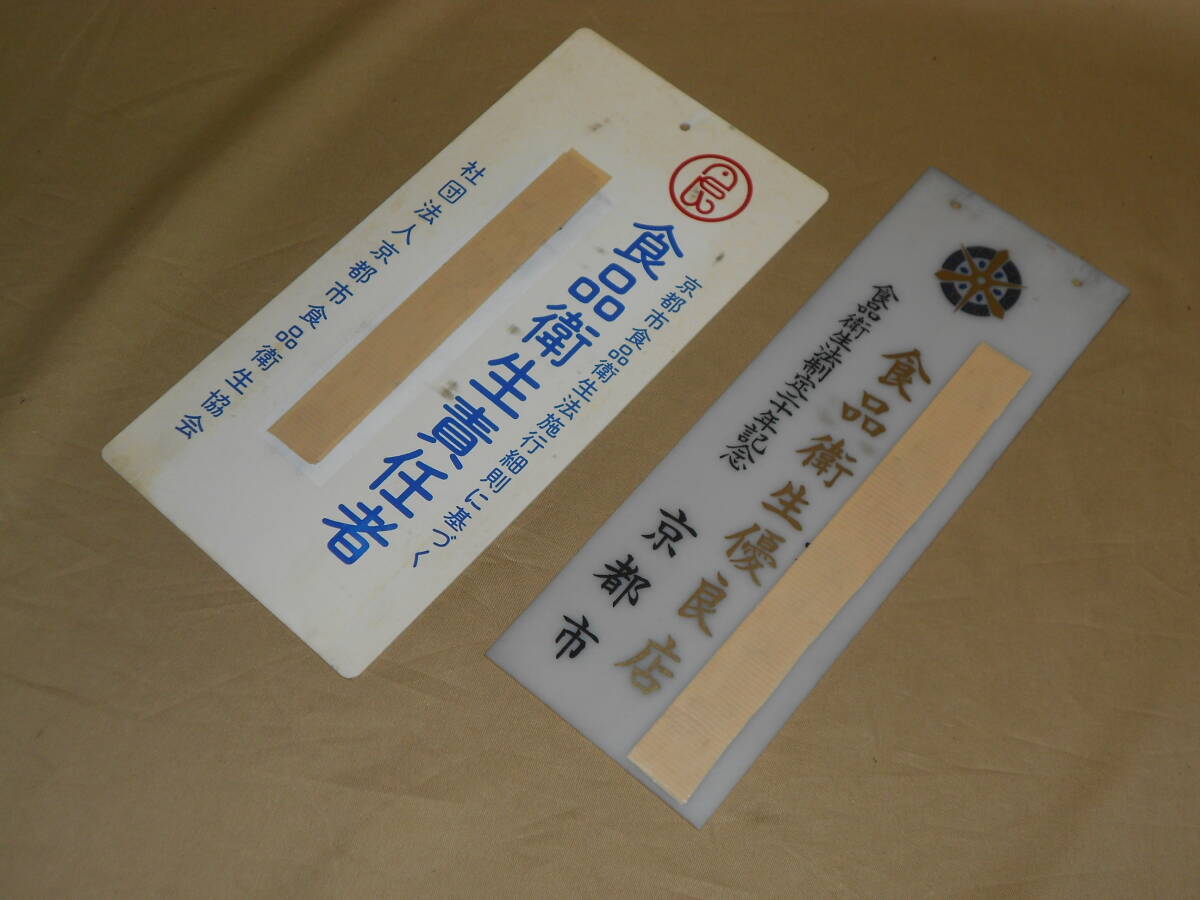 京都市食品衛生法施行細則に基づく
食品衛生責任者
社団法人京都市食品衛生協会
食品衛生優良店
食品衛生法制定三十年記念
京都市